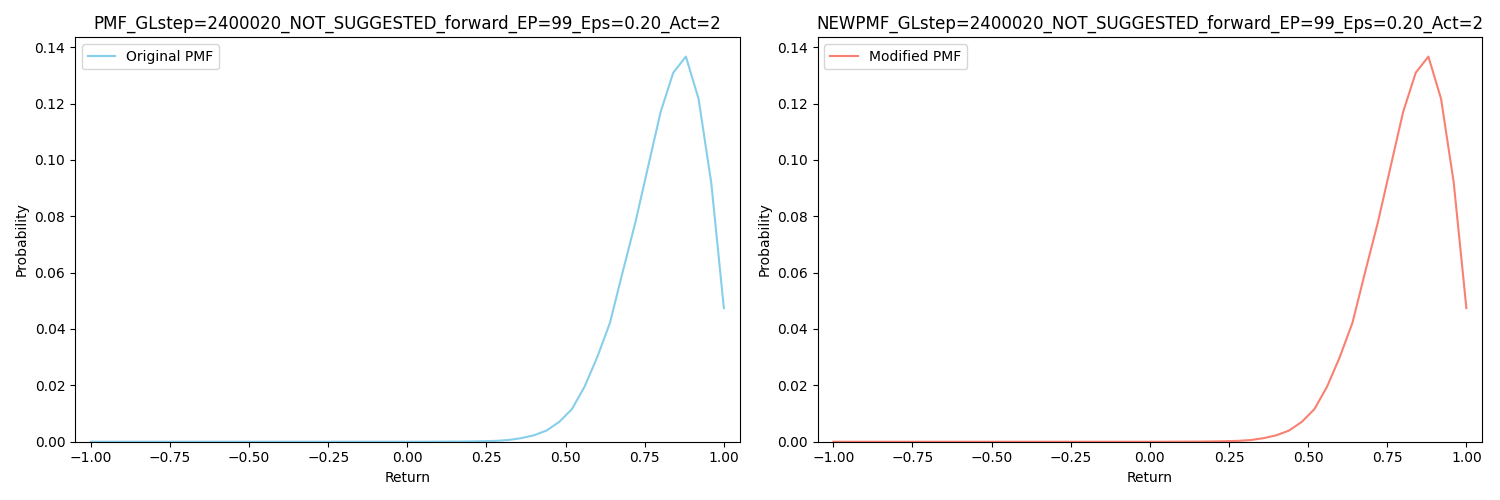 PMF_GLstep=2400020_NOT_SUGGESTED_forward_EP=99_Eps=0.20_Act=2
Original PMF
0.14
0.12
0.10
0.08
0.06
0.04
0.02
0.00
Probability
−1.00 −0.75 −0.50 −0.25 0.00 0.25 0.50 0.75 1.00
Return
NEWPMF_GLstep=2400020_NOT_SUGGESTED_forward_EP=99_Eps=0.20_Act=2
Modified PMF
0.14
0.12
0.10
0.08
0.06
0.04
0.02
0.00
Probability
−1.00 −0.75 −0.50 −0.25 0.00 0.25 0.50 0.75 1.00
Return